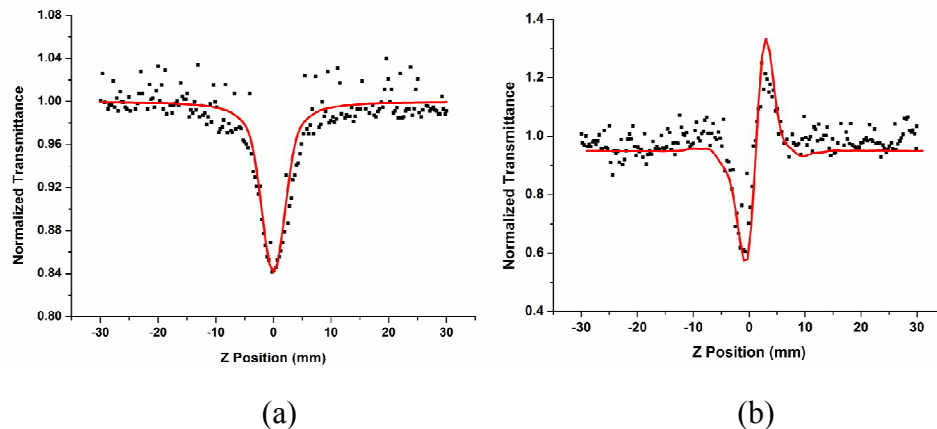 1.08
1.04
1.00
0.96
0.92
0.88
0.84
0.80
Normalized Transmittance
-30 -20 -10 0 10 20 30
Z Position (mm)
(a)
1.4
1.2
1.0
0.8
0.6
0.4
Normalized Transmittance
-30 -20 -10 0 10 20 30
Z Position (mm)
(b)